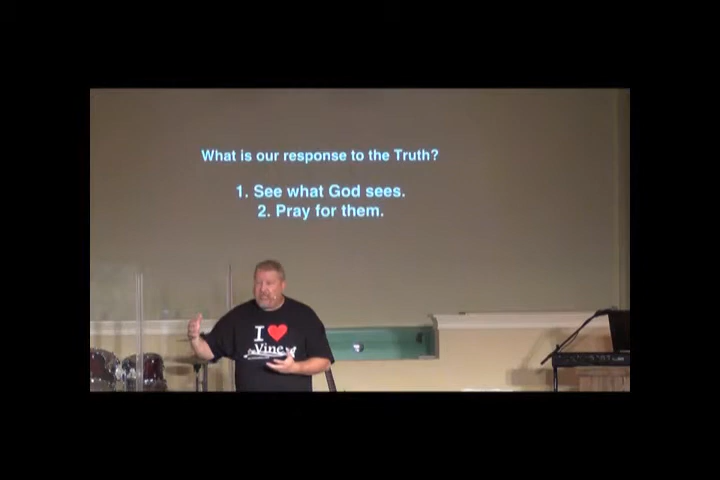 What is our response to the Truth?
1. See what God sees.
2. Pray for them.
I
Vine